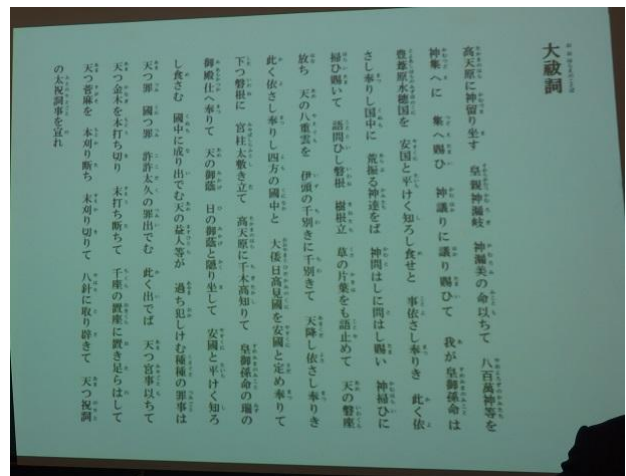 大祓詞
高天原に神留り坐す 皇親神漏岐 神漏美の命以ちて 八百萬神等を
神集へに 集へ賜ひ 神議りに議り賜ひて 我が皇御孫命は
豊葦原水穂国を 安国と平けく知ろし食せと 事依さし奉りき 此く依
さし奉りし国中に 荒振る神達をば 神問はしに問はし賜い 神掃ひに
掃ひ賜いて 語問ひし磐根 樹根立 草の片葉をも語止めて 天の磐座
放ち 天の八重雲を 伊頭の千別きに千別きて 天降し依さし奉りき
此く依さし奉りし四方の國中と 大倭日高見國を安國と定め奉りて
下つ磐根に 宮柱太敷き立て 高天原に千木高知りて 皇御孫命の瑞の
御殿仕へ奉りて 天の御蔭 日の御蔭と隠り坐して 安國と平けく知ろ
し食さむ 國中に成り出でむ天の益人等が 過ち犯しけむ種種の罪事は
天つ罪 國つ罪 許許太久の罪出でむ 此く出でば 天つ宮事以ちて
天つ金木を本打ち切り 末打ち断ちて 千座の置座に置き足らはして
天つ菅麻を 本刈り断ち 末刈り切りて 八針に取り辟きて 天つ祝詞
の太祝詞事を宣れ